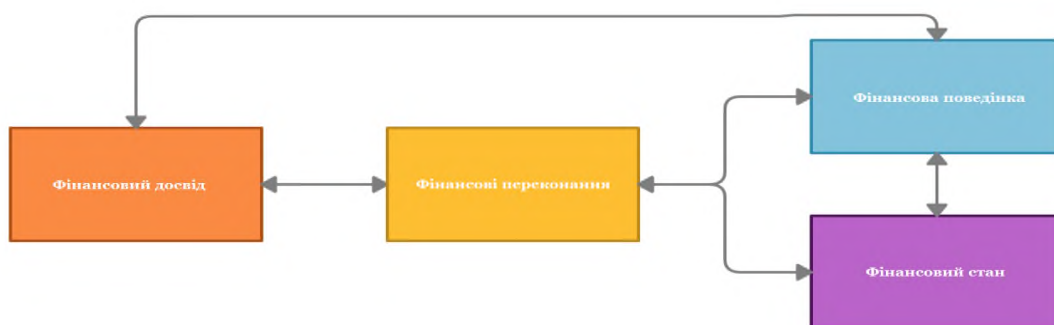 Фінансова поведінка
Фінансовий досвід
Фінансові переконання
Фінансовий стан